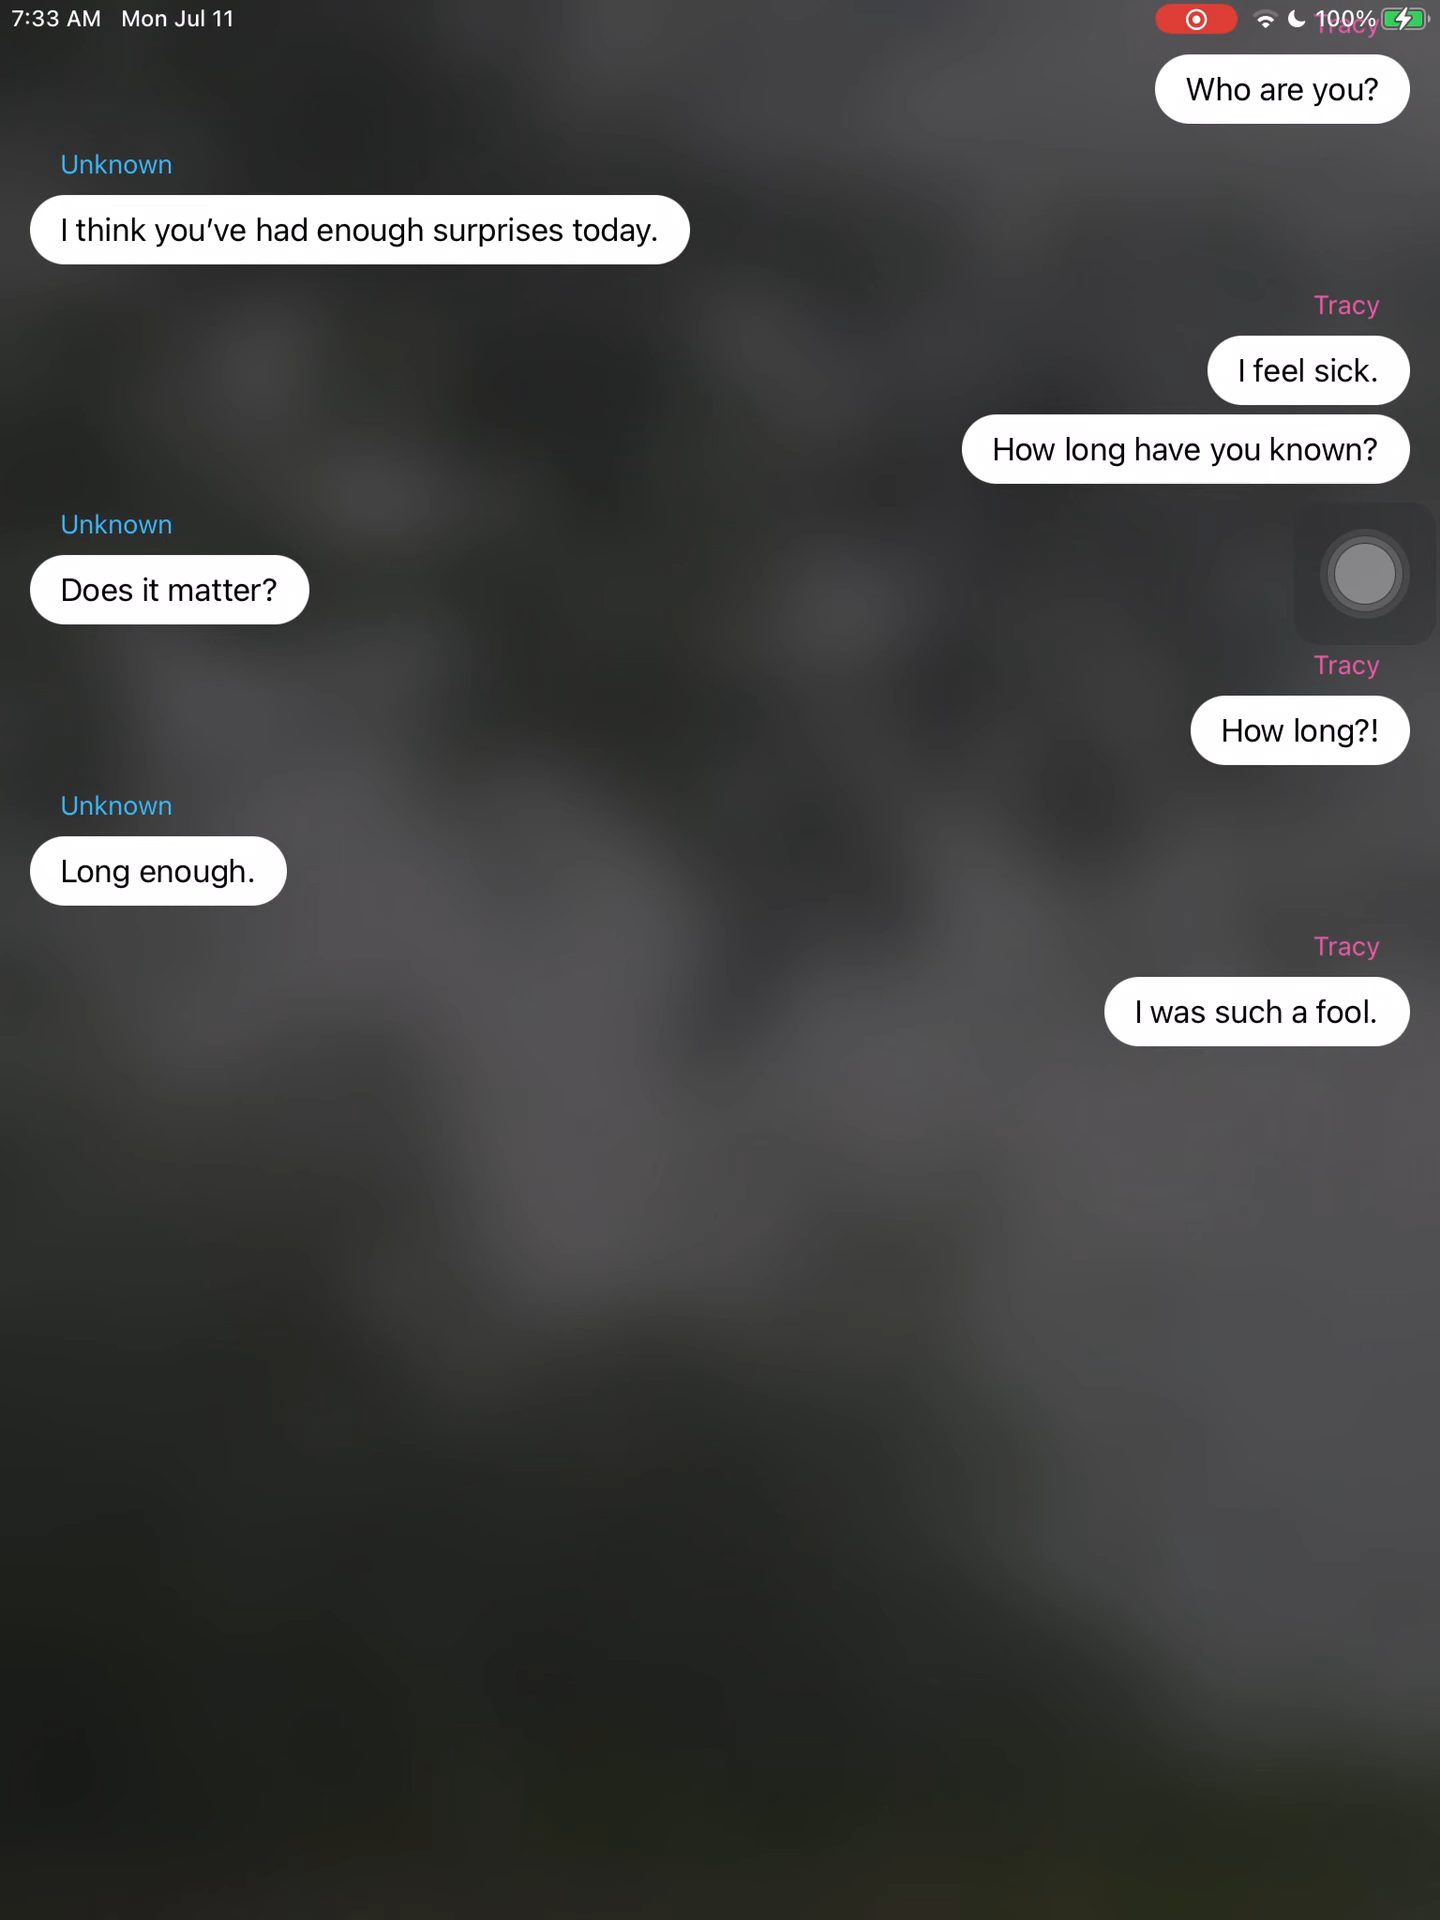 7:33 AM Mon Jul 11
100%
Tracy
Who are you?
Unknown
I think you’ve had enough surprises today.
Tracy
I feel sick.
How long have you known?
Unknown
Does it matter?
Tracy
How long?!
Unknown
Long enough.
Tracy
I was such a fool.